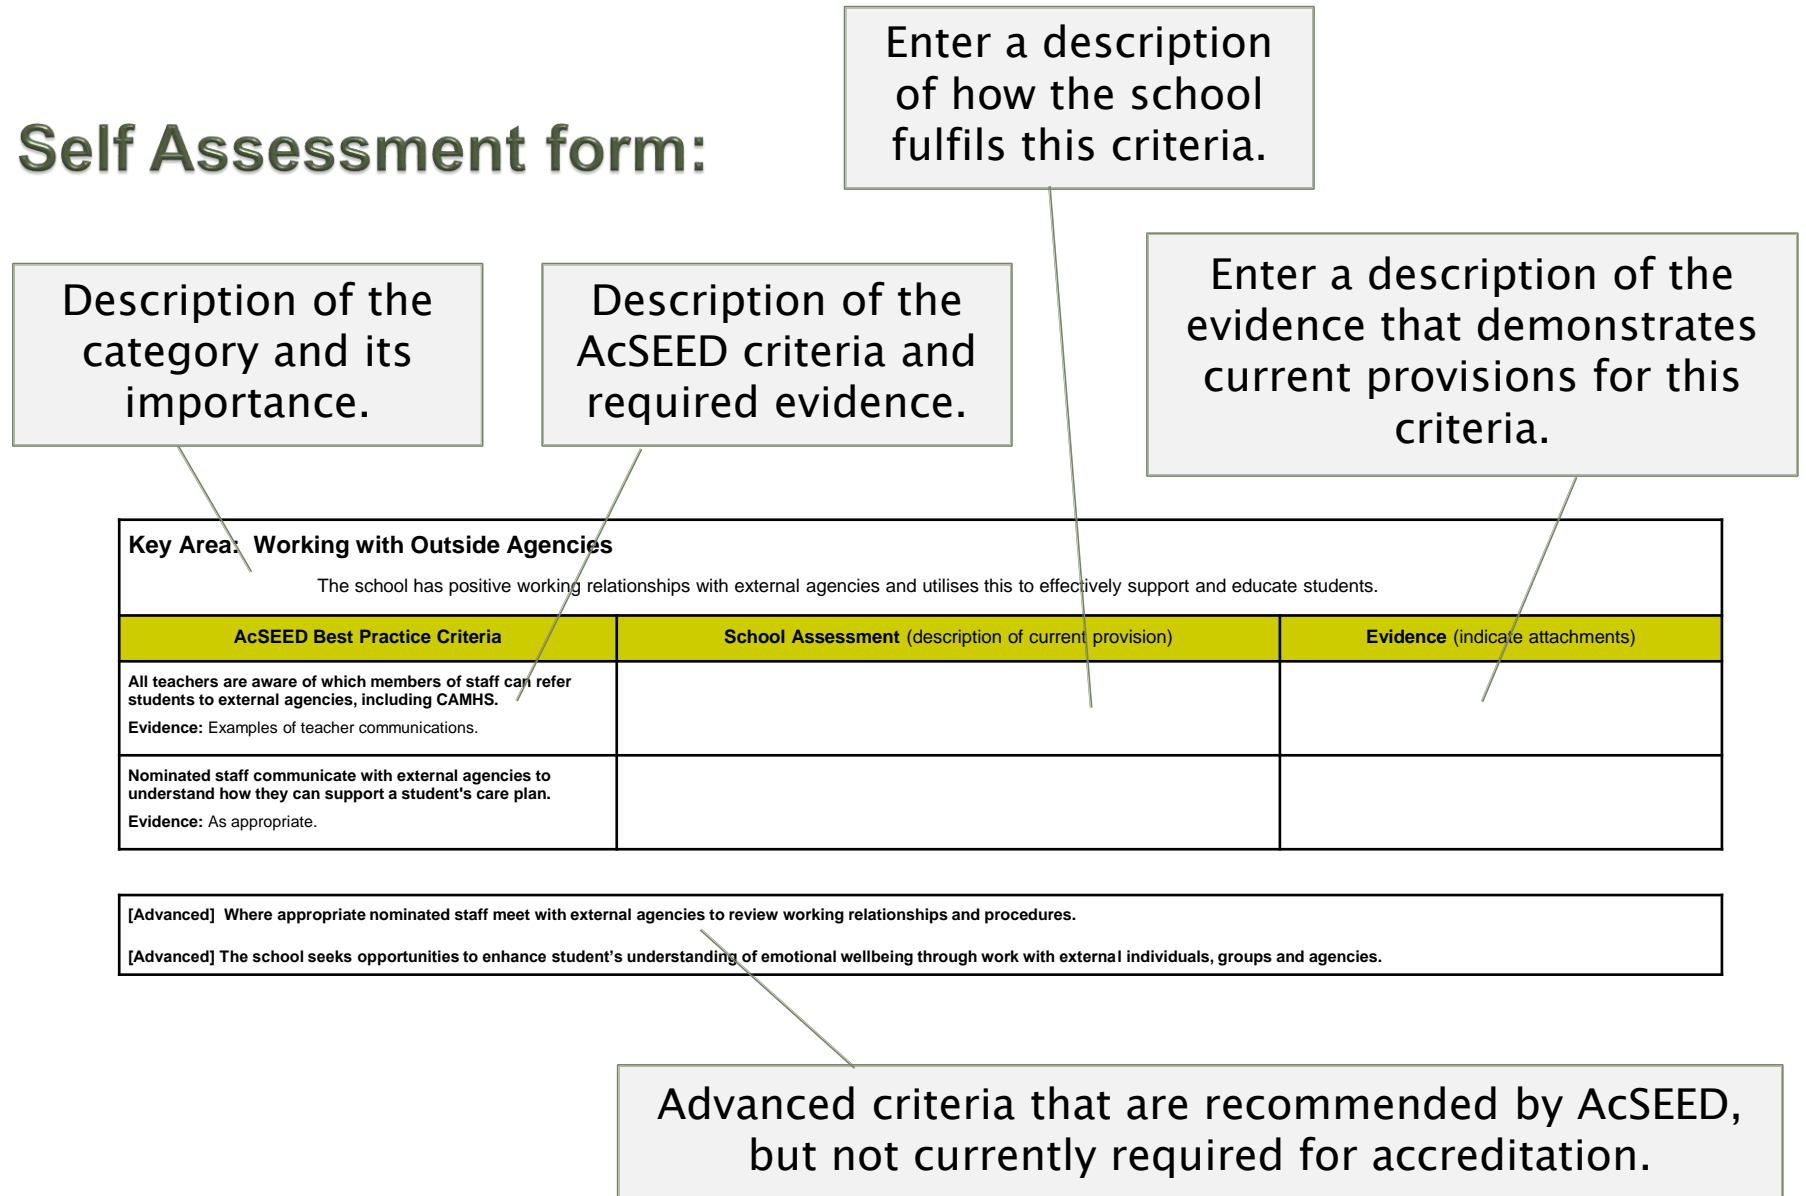 Self Assessment form:
Enter a description
of how the school
fulfils this criteria.
Description of the
category and its
importance.
Description of the
AcSEED criteria and
required evidence.
Enter a description of the
evidence that demonstrates
current provisions for this
criteria.
Key Area:  Working with Outside Agencies
The school has positive working relationships with external agencies and utilises this to effectively support and educate students.
AcSEED Best Practice Criteria
School Assessment (description of current provision)
Evidence (indicate attachments)
All teachers are aware of which members of staff can refer
students to external agencies, including CAMHS.
Evidence: Examples of teacher communications.
Nominated staff communicate with external agencies to
understand how they can support a student's care plan.
Evidence: As appropriate.
[Advanced]  Where appropriate nominated staff meet with external agencies to review working relationships and procedures.
[Advanced] The school seeks opportunities to enhance student’s understanding of emotional wellbeing through work with external individuals, groups and agencies.
Advanced criteria that are recommended by AcSEED,
but not currently required for accreditation.